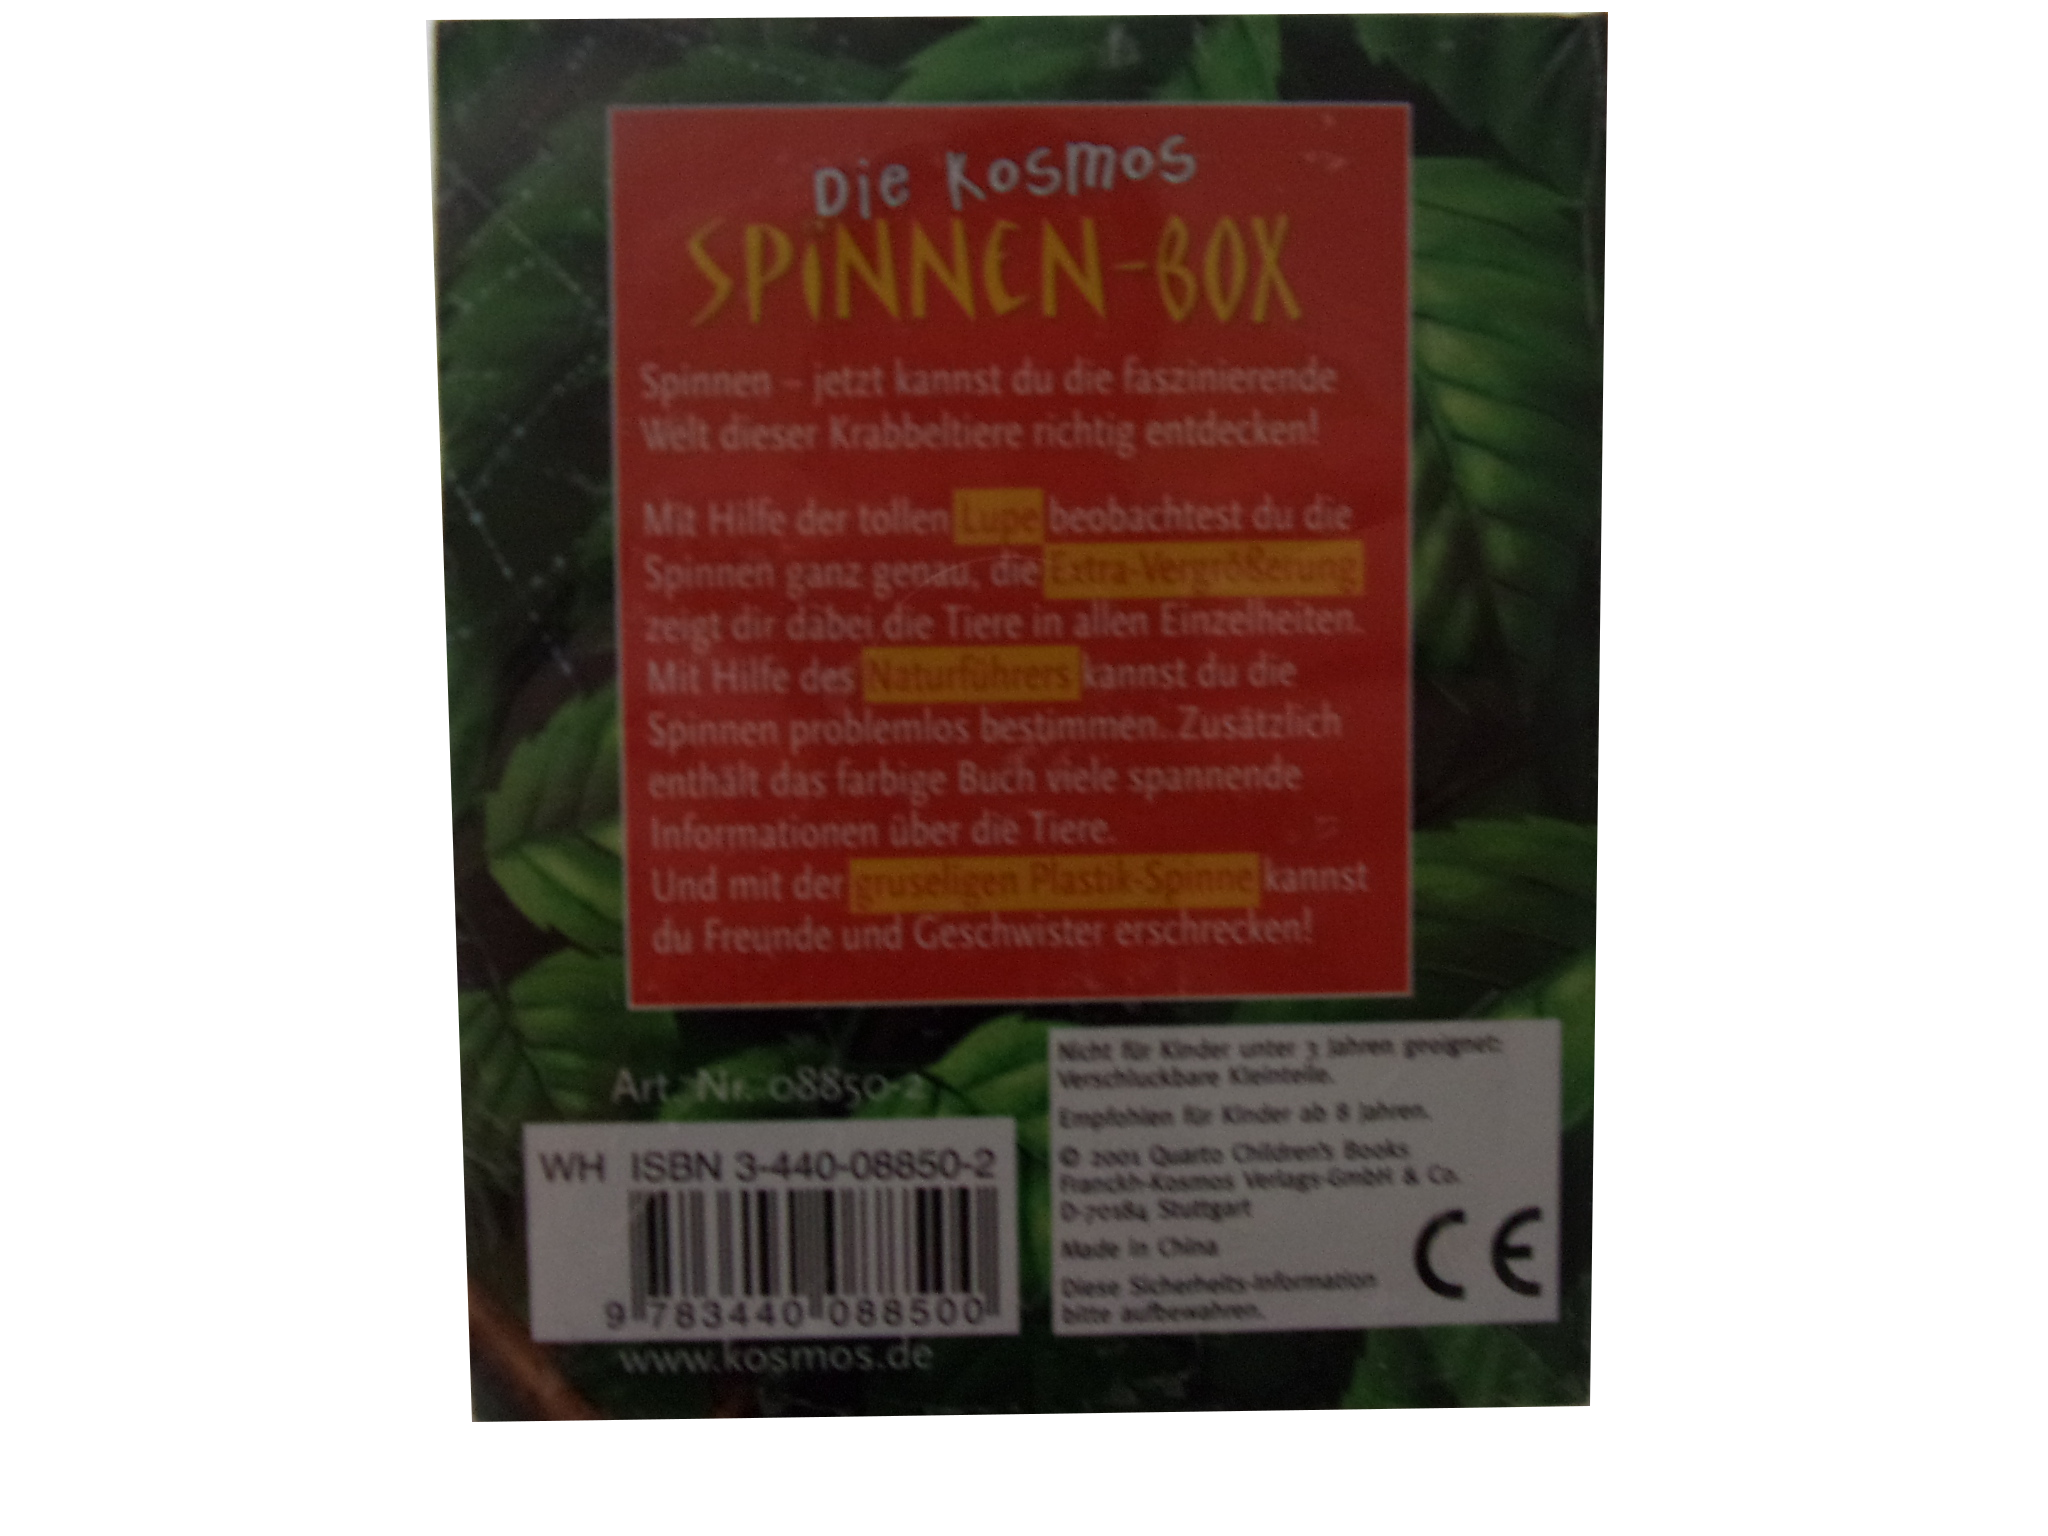 Die Kosmos
SPiNNEN-BOX
Spinnen – jetzt kannst du die faszinierende
Welt dieser Krabbeltiere richtig entdecken!
Mit Hilfe der tollen Lupe beobachtest du die
Spinnen ganz genau, die Extra-Vergrößerung
zeigt dir dabei die Tiere in allen Einzelheiten.
Mit Hilfe des Naturführers kannst du die
Spinnen problemlos bestimmen. Zusätzlich
enthält das farbige Buch viele spannende
Informationen über die Tiere.
Und mit der gruseligen Plastik-Spinne kannst
du Freunde und Geschwister erschrecken!
Art. Nr. 08850-2
WH ISBN 3-440-08850-2
9 783440 088500
www.kosmos.de
Nicht für Kinder unter 3 Jahren geeignet:
Verschluckbare Kleinteile.
Empfohlen für Kinder ab 8 Jahren.
© 2001 Quarto Children's Books
Franckh-Kosmos Verlags-GmbH & Co.
D-70184 Stuttgart
Made in China
Diese Sicherheits-Information
bitte aufbewahren.
CE